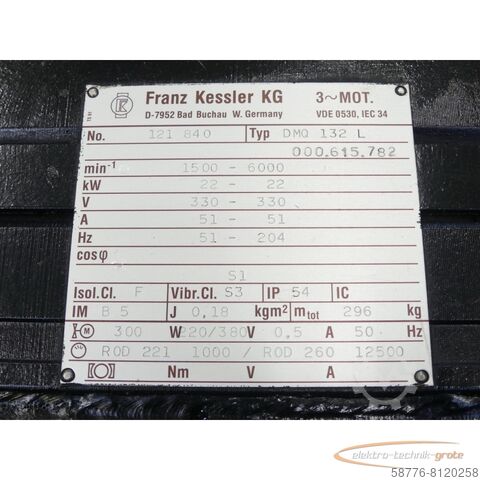 Franz Kessler KG 3~MOT.
D-7952 Bad Buchau W. Germany VDE 0530, IEC 34
No. 121 840 Typ DMQ 132 L
000.615.782
min-1 1500 - 6000
kW 22 - 22
V 330 - 330
A 51 - 51
Hz 51 - 204
cosφ
S1
Isol.Cl. F Vibr.Cl. S3 IP 54 IC
IM B 5 J 0,18 kgm² mtot 296 kg
M 300 W 220/380 V 0,5 A 50 Hz
ROD 221 1000 / ROD 260 12500
Nm V A
elektro-technik-grote
58776-8120258